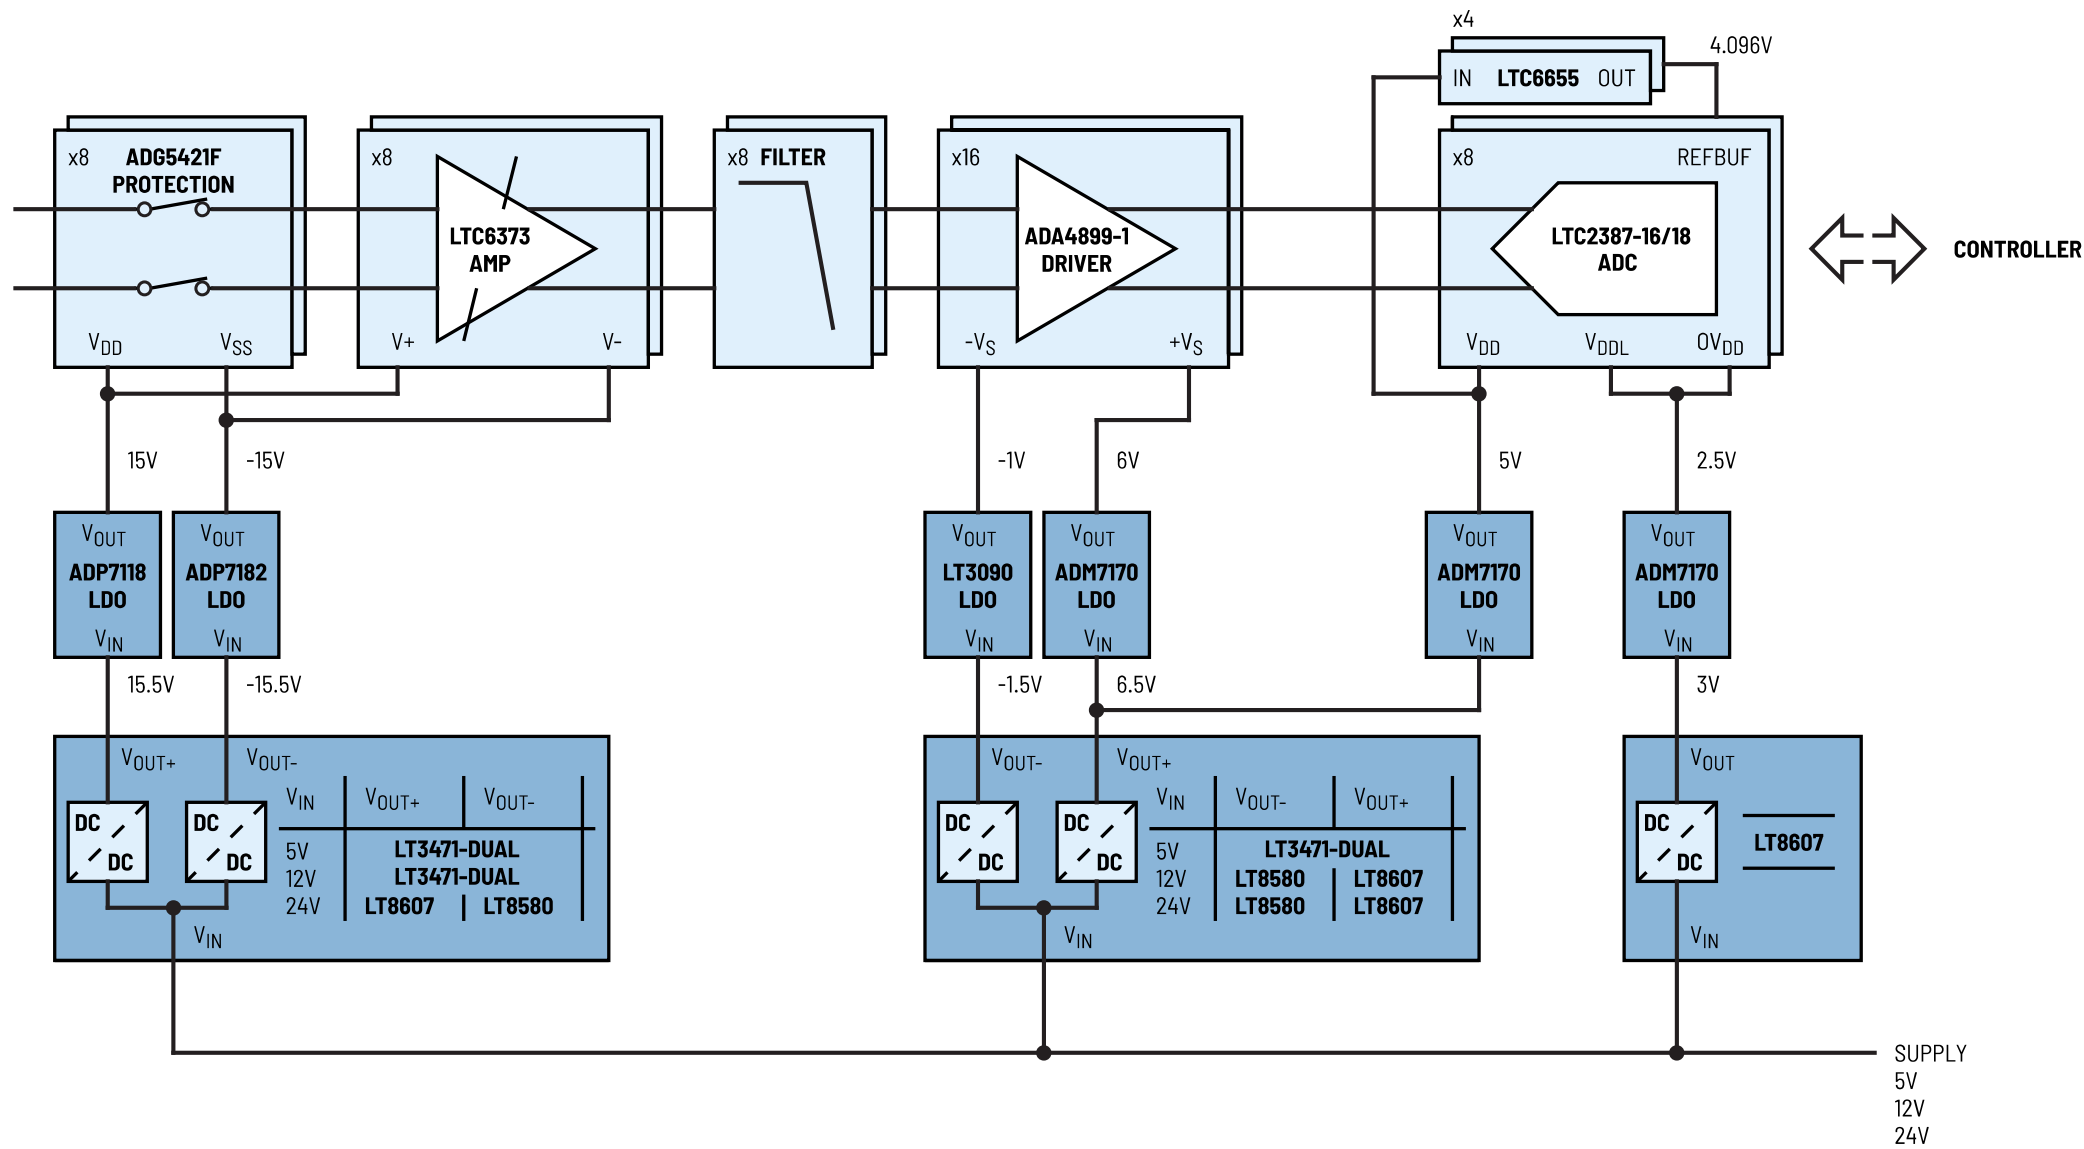 x4
4.096V
IN LTC6655 OUT
x8 ADG5421F
PROTECTION
VDD VSS
x8
LTC6373
AMP
V+ V-
x8 FILTER
x16
ADA4899-1
DRIVER
-VS +VS
x8 REFBUF
LTC2387-16/18
ADC
VDD VDDL OVDD
CONTROLLER
15V -15V -1V 6V 5V 2.5V
VOUT
ADP7118
LDO
VIN
VOUT
ADP7182
LDO
VIN
VOUT
LT3090
LDO
VIN
VOUT
ADM7170
LDO
VIN
VOUT
ADM7170
LDO
VIN
VOUT
ADM7170
LDO
VIN
15.5V -15.5V -1.5V 6.5V 3V
VOUT+ VOUT-
DC
DC
DC
DC
VIN
VIN VOUT+ VOUT-
5V LT3471-DUAL
12V LT3471-DUAL
24V LT8607 LT8580
VOUT- VOUT+
DC
DC
DC
DC
VIN
VIN VOUT- VOUT+
5V LT3471-DUAL
12V LT8580 LT8607
24V LT8580 LT8607
VOUT
DC
DC
LT8607
VIN
SUPPLY
5V
12V
24V